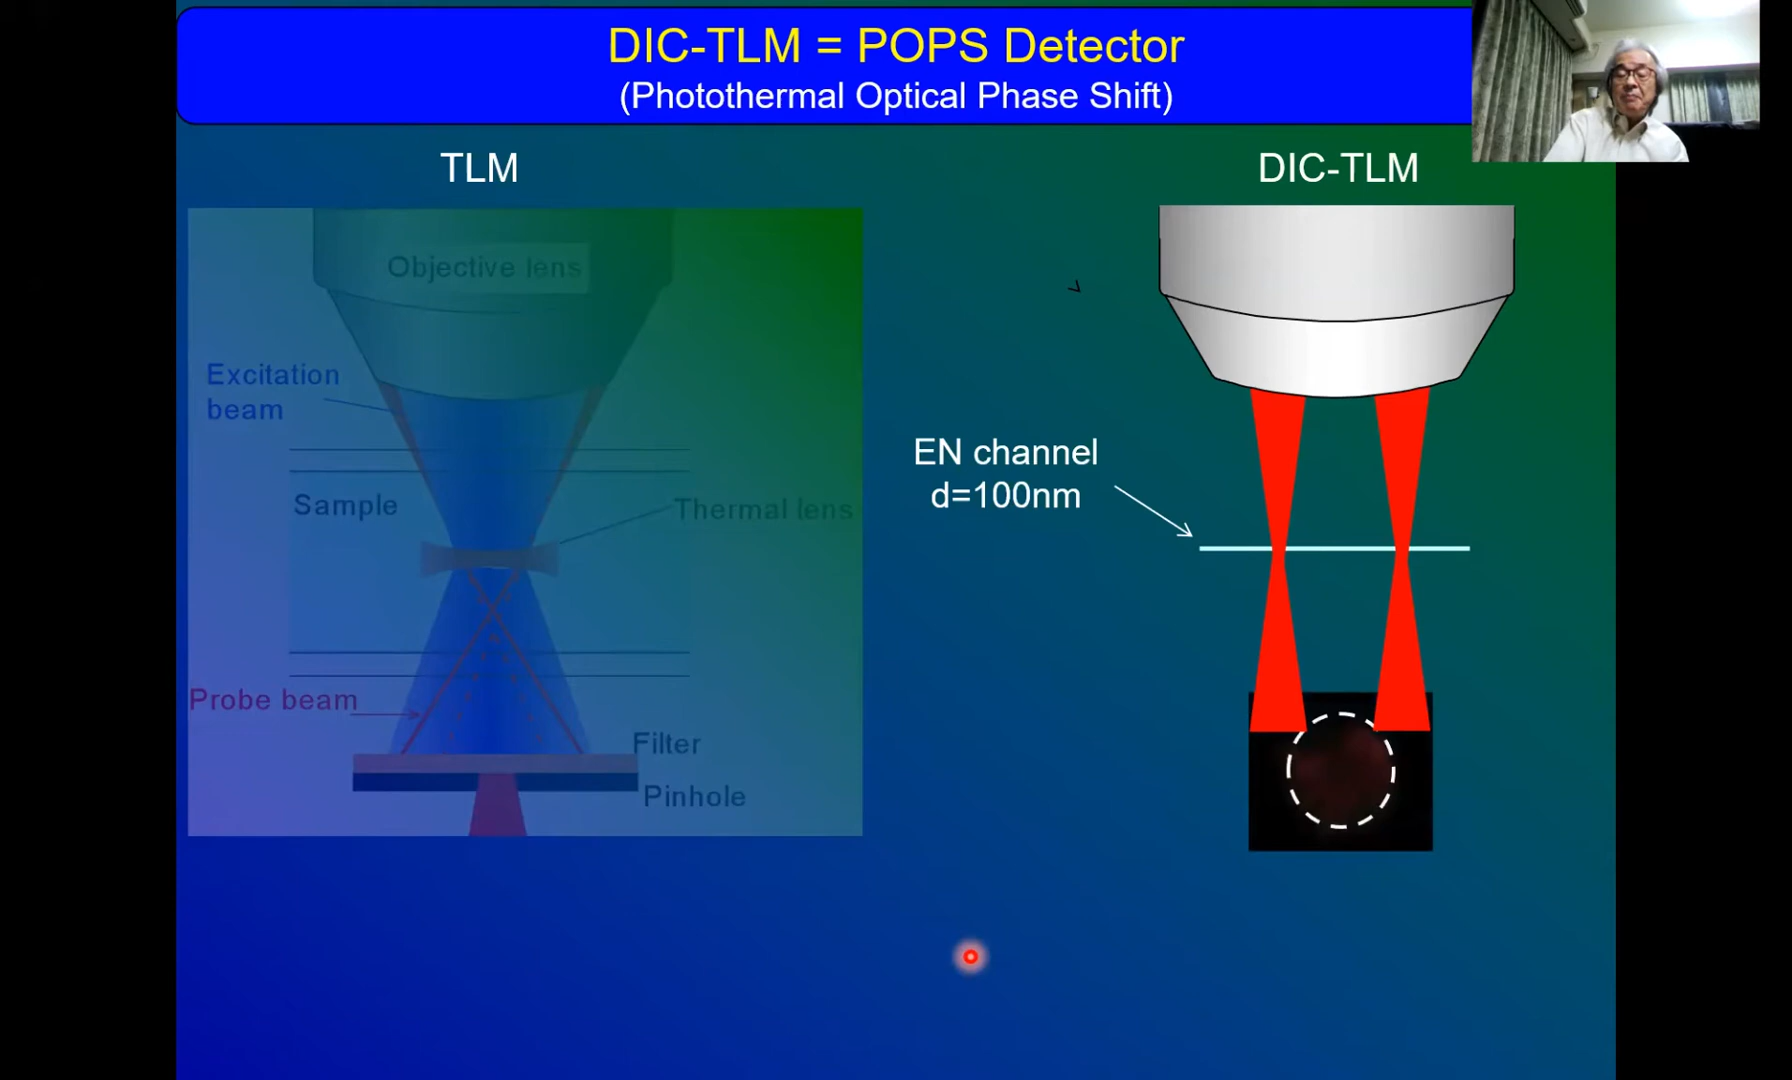 DIC-TLM = POPS Detector
(Photothermal Optical Phase Shift)
TLM
DIC-TLM
Objective lens
Excitation
beam
EN channel
d=100nm
Sample
Thermal lens
Probe beam
Filter
Pinhole